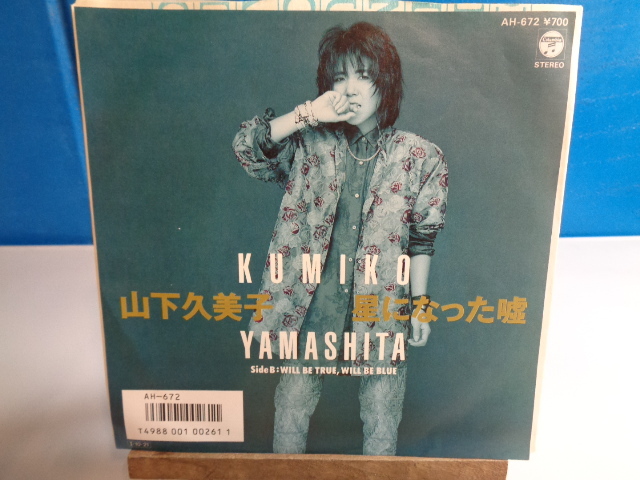 AH-672 ¥700
Columbia
STEREO
KUMIKO
山下久美子 星になった嘘
YAMASHITA
Side B: WILL BE TRUE, WILL BE BLUE
AH-672
T4988 001 00261 1